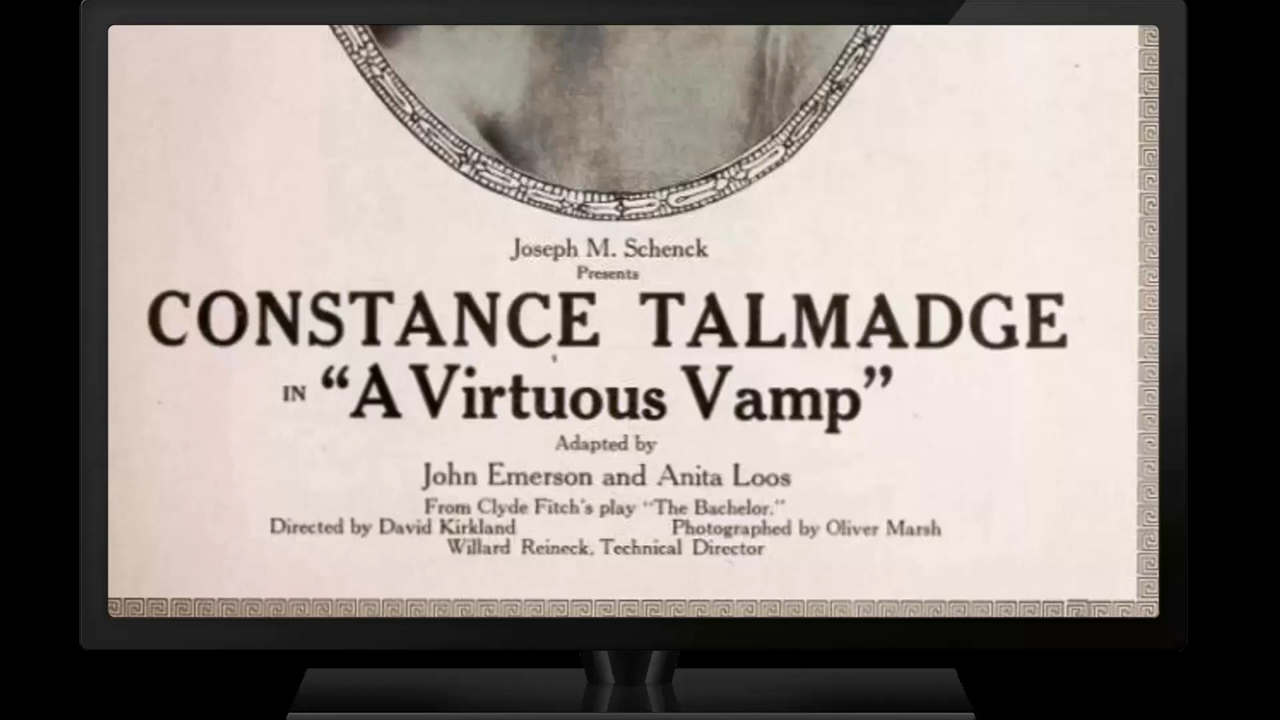 Joseph M. Schenck
Presents
CONSTANCE TALMADGE
IN “A Virtuous Vamp”
Adapted by
John Emerson and Anita Loos
From Clyde Fitch's play “The Bachelor.”
Directed by David Kirkland Photographed by Oliver Marsh
Willard Reineck, Technical Director